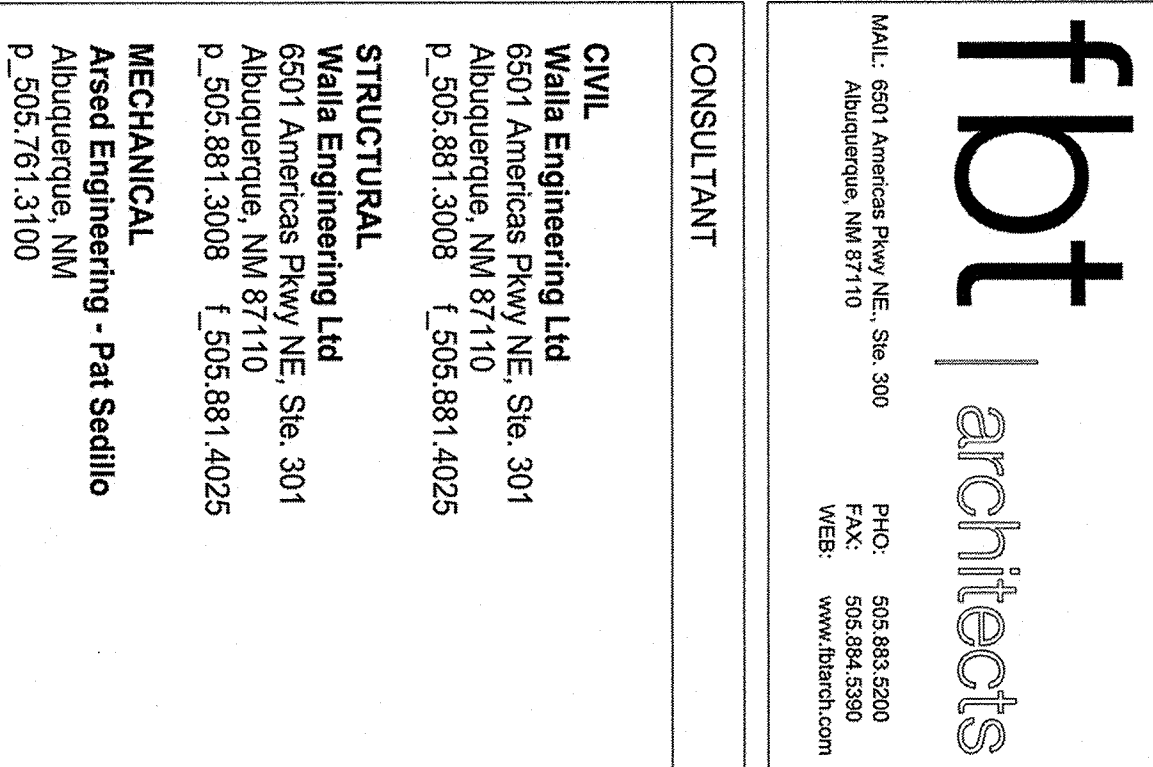 fbt | architects
MAIL: 6501 Americas Pkwy NE., Ste. 300 PHO: 505.883.5200
Albuquerque, NM 87110 FAX: 505.884.5390
WEB: www.fbtarch.com
CONSULTANT
CIVIL
Walla Engineering Ltd
6501 Americas Pkwy NE, Ste. 301
Albuquerque, NM 87110
p_505.881.3008 f_505.881.4025
STRUCTURAL
Walla Engineering Ltd
6501 Americas Pkwy NE, Ste. 301
Albuquerque, NM 87110
p_505.881.3008 f_505.881.4025
MECHANICAL
Arsed Engineering - Pat Sedillo
Albuquerque, NM
p_505.761.3100